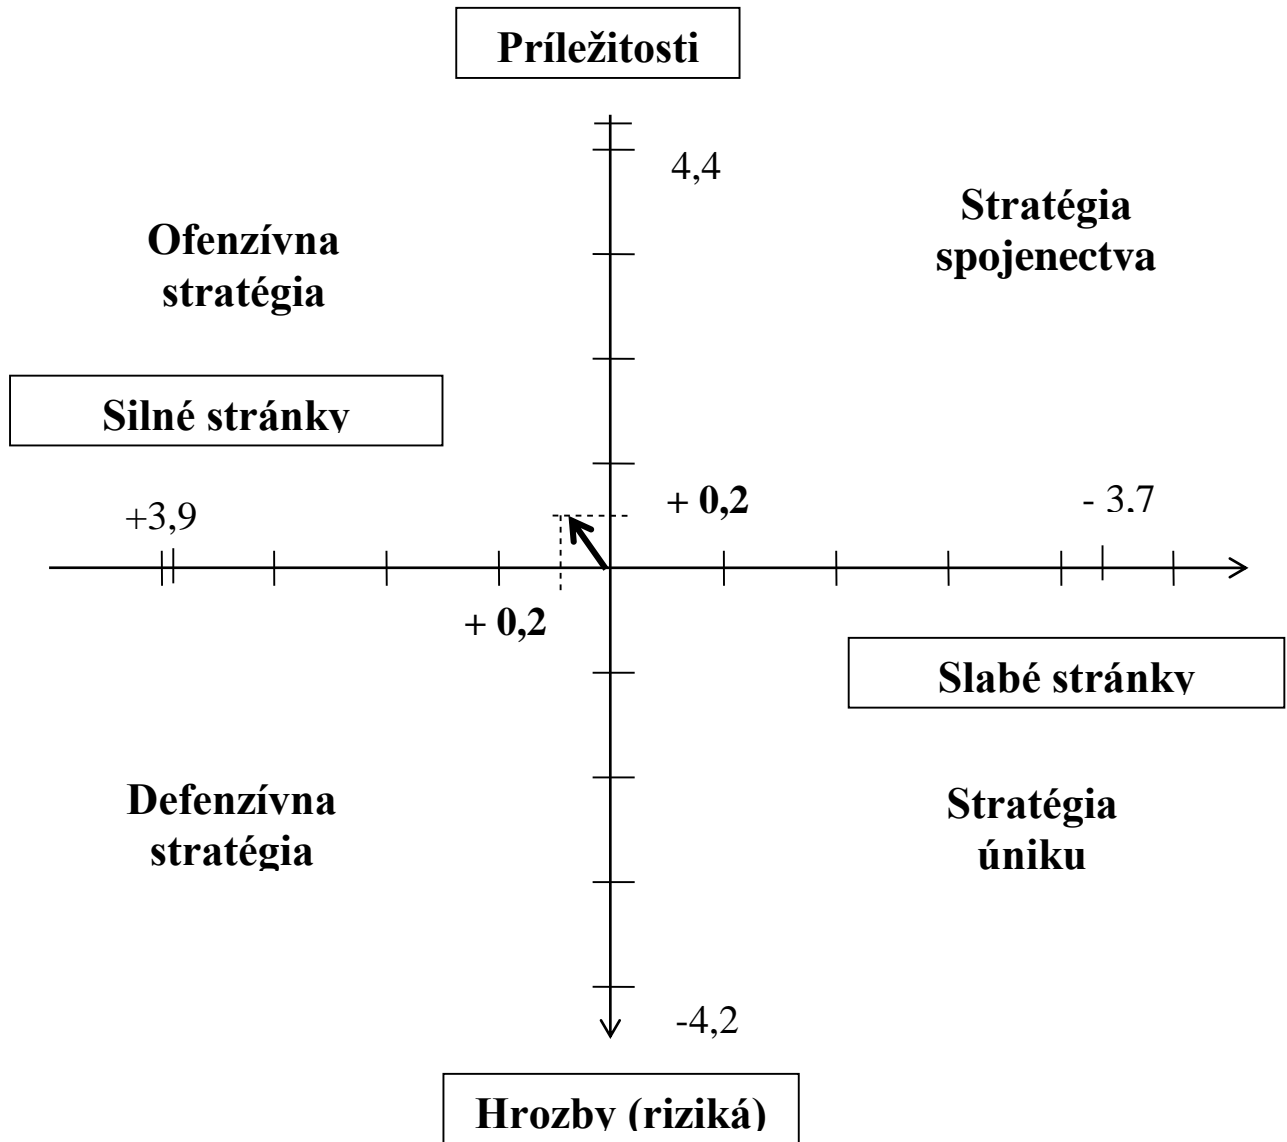 Príležitosti
4,4
Stratégia
spojenectva
Ofenzívna
stratégia
Silné stránky
+3,9
+ 0,2
- 3,7
+ 0,2
Slabé stránky
Defenzívna
stratégia
Stratégia
úniku
-4,2
Hrozby (riziká)